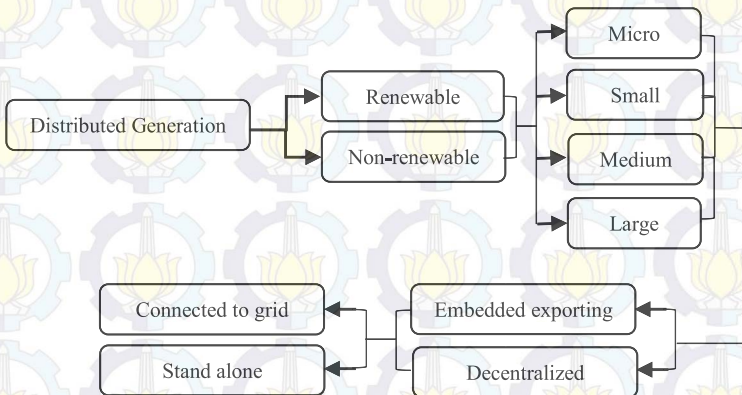 Distributed Generation
Renewable
Non-renewable
Micro
Small
Medium
Large
Embedded exporting
Decentralized
Connected to grid
Stand alone